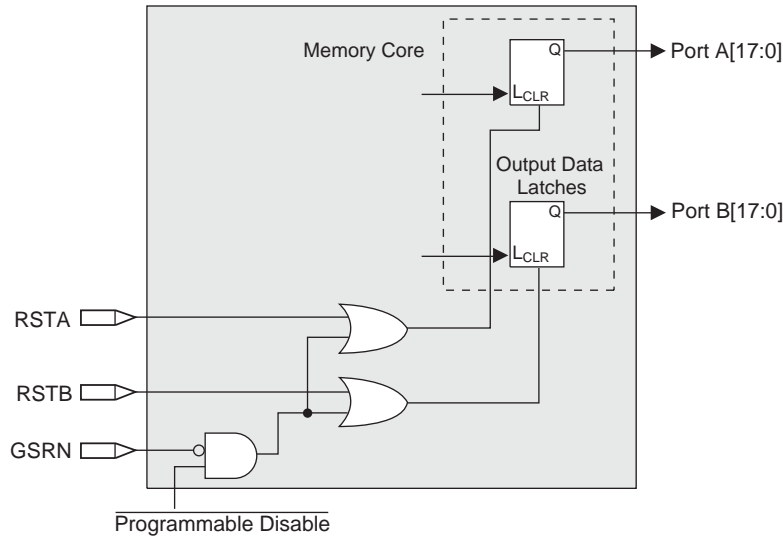 Memory Core
Q
Port A[17:0]
LCLR
Output Data
Latches
Q
Port B[17:0]
LCLR
RSTA
RSTB
GSRN
Programmable Disable